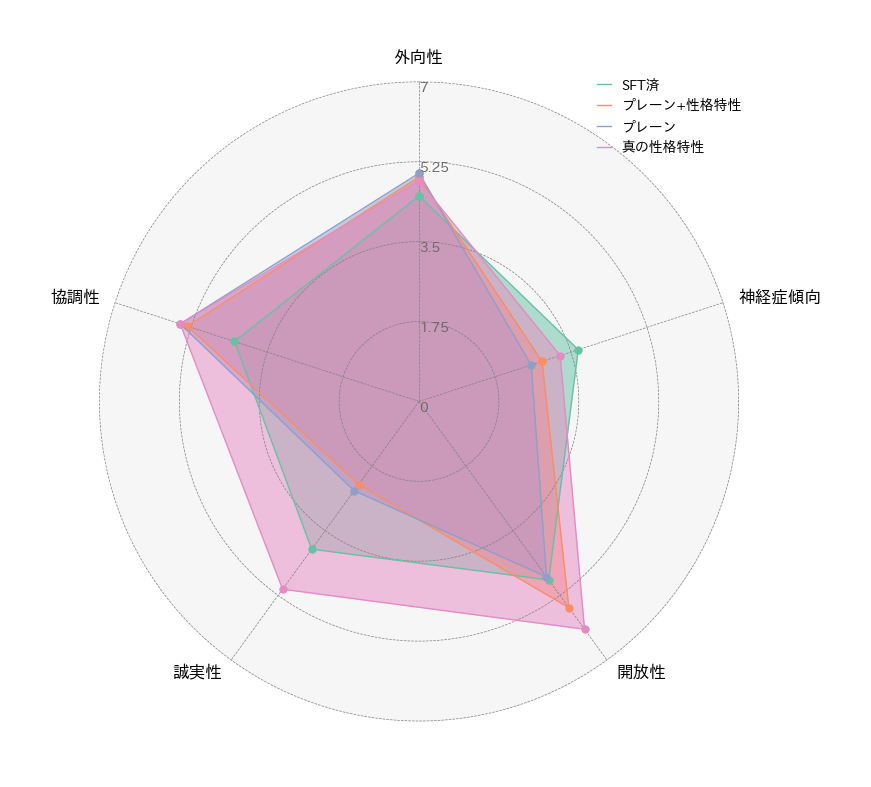 外向性
7
SFT済
プレーン+性格特性
プレーン
真の性格特性
5.25
3.5
協調性
神経症傾向
1.75
0
誠実性
開放性